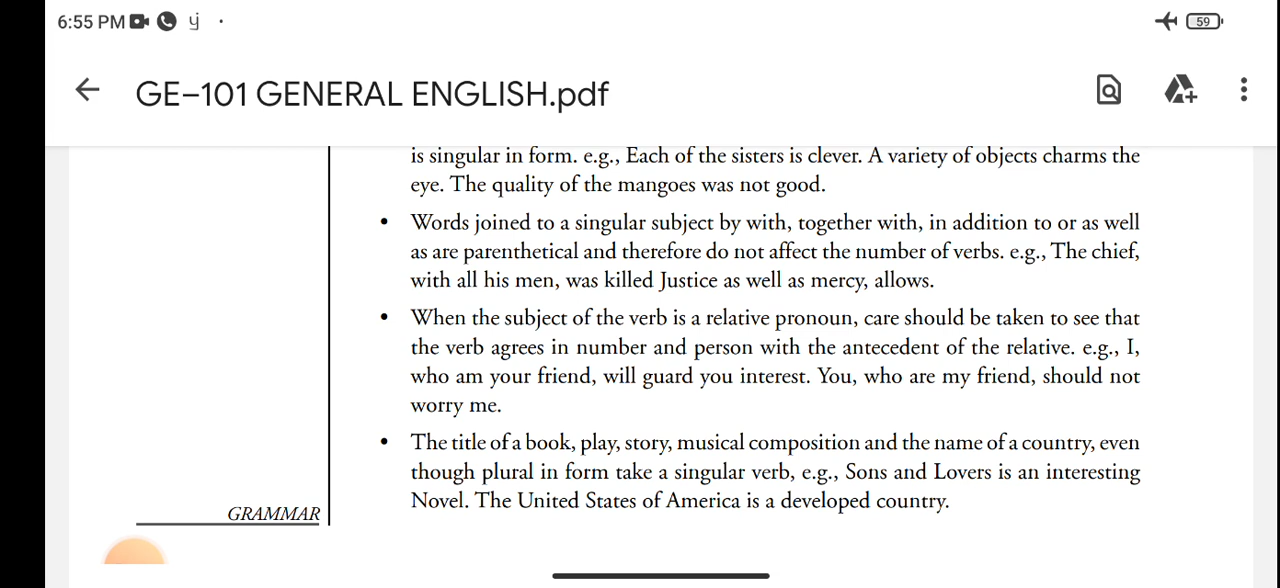 6:55 PM
59
GE-101 GENERAL ENGLISH.pdf
is singular in form. e.g., Each of the sisters is clever. A variety of objects charms the
eye. The quality of the mangoes was not good.
• Words joined to a singular subject by with, together with, in addition to or as well
as are parenthetical and therefore do not affect the number of verbs. e.g., The chief,
with all his men, was killed Justice as well as mercy, allows.
• When the subject of the verb is a relative pronoun, care should be taken to see that
the verb agrees in number and person with the antecedent of the relative. e.g., I,
who am your friend, will guard you interest. You, who are my friend, should not
worry me.
• The title of a book, play, story, musical composition and the name of a country, even
though plural in form take a singular verb, e.g., Sons and Lovers is an interesting
Novel. The United States of America is a developed country.
GRAMMAR